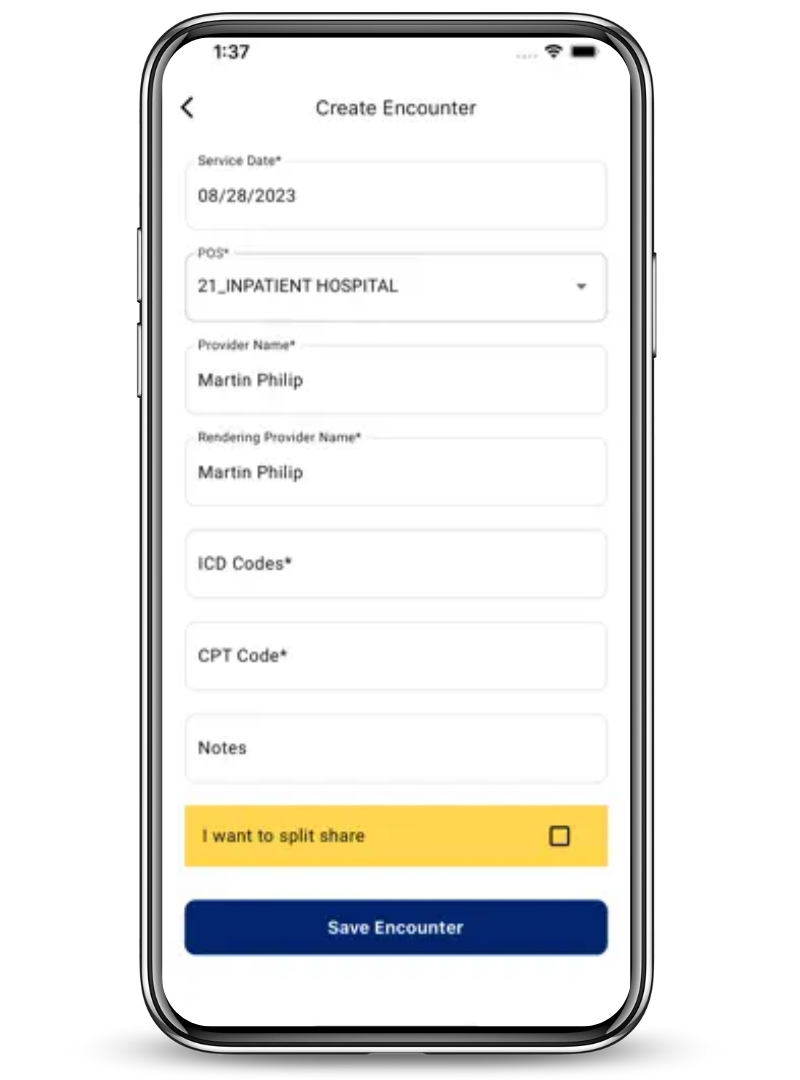 1:37
Create Encounter
Service Date*
08/28/2023
POS*
21_INPATIENT HOSPITAL
Provider Name*
Martin Philip
Rendering Provider Name*
Martin Philip
ICD Codes*
CPT Code*
Notes
I want to split share
Save Encounter